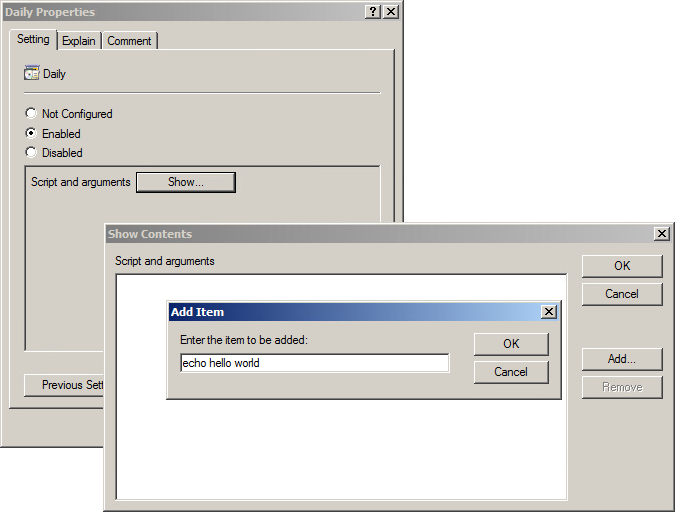 Daily Properties
Setting Explain Comment
Daily
Not Configured
Enabled
Disabled
Script and arguments Show...
Previous Sett
Show Contents
Script and arguments
OK
Cancel
Add...
Remove
Add Item
Enter the item to be added:
echo hello world
OK
Cancel